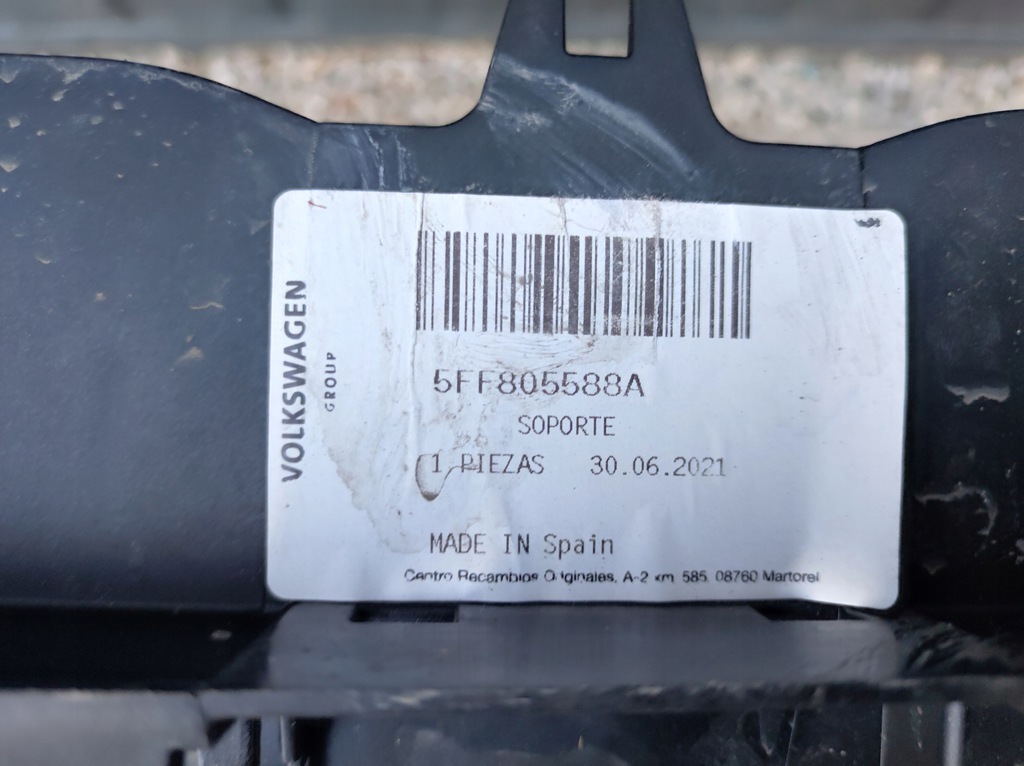 VOLKSWAGEN
GROUP
5FF805588A
SOPORTE
1 PIEZAS 30.06.2021
MADE IN Spain
Centro Recambios Originales, A-2 km 585, 08760 Martorel